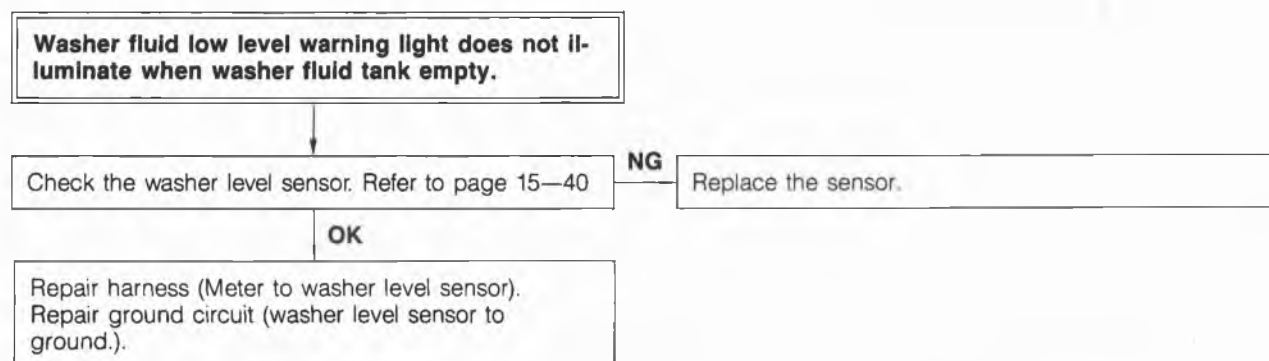 Washer fluid low level warning light does not il-
luminate when washer fluid tank empty.
Check the washer level sensor. Refer to page 15—40
NG
Replace the sensor.
OK
Repair harness (Meter to washer level sensor).
Repair ground circuit (washer level sensor to
ground.).